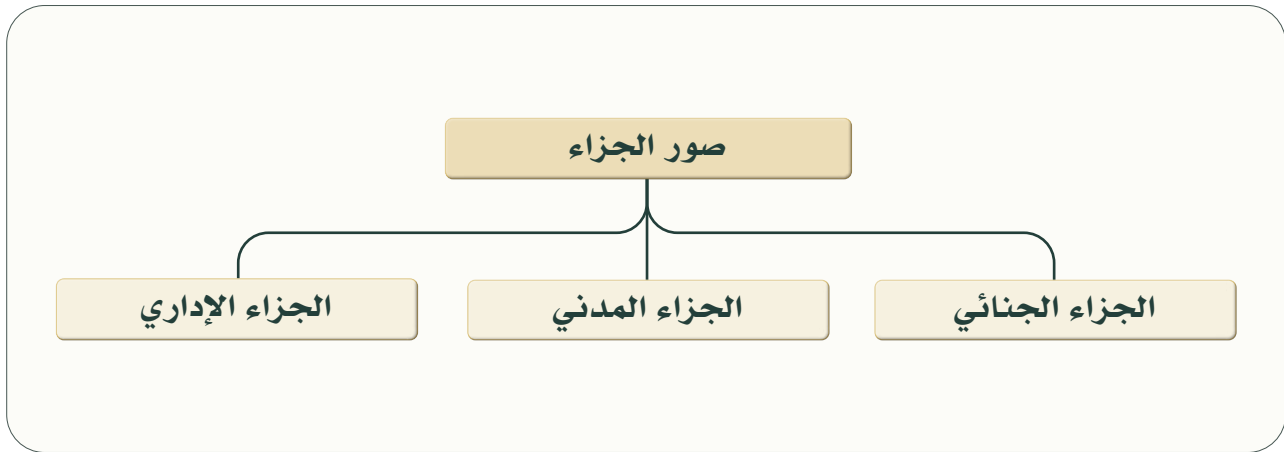 صور الجزاء
الجزاء الجنائي
الجزاء المدني
الجزاء الإداري